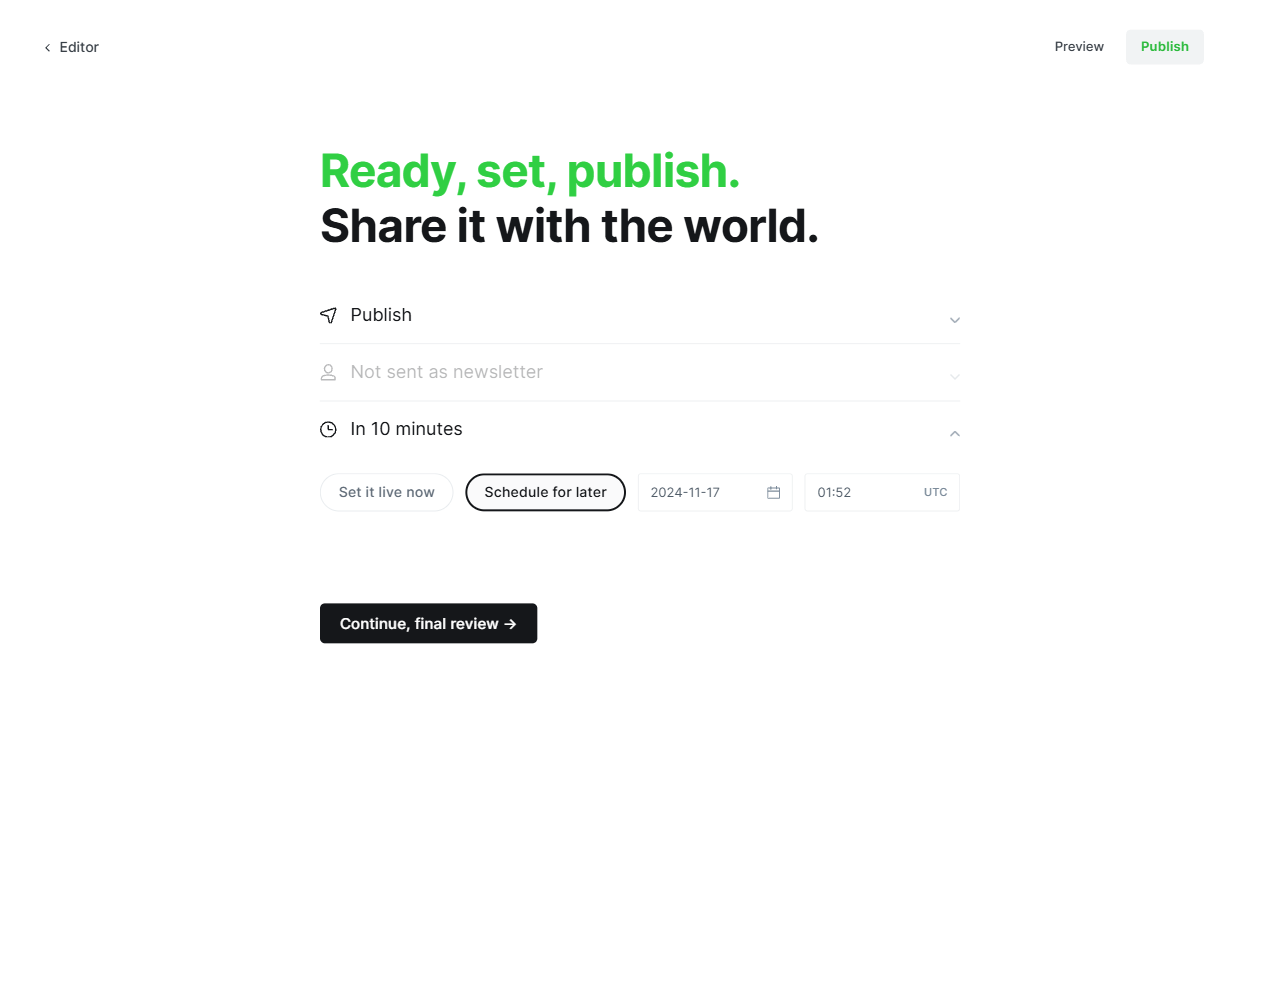 Editor
Preview
Publish
Ready, set, publish.
Share it with the world.
Publish
Not sent as newsletter
In 10 minutes
Set it live now
Schedule for later
2024-11-17
01:52
UTC
Continue, final review →